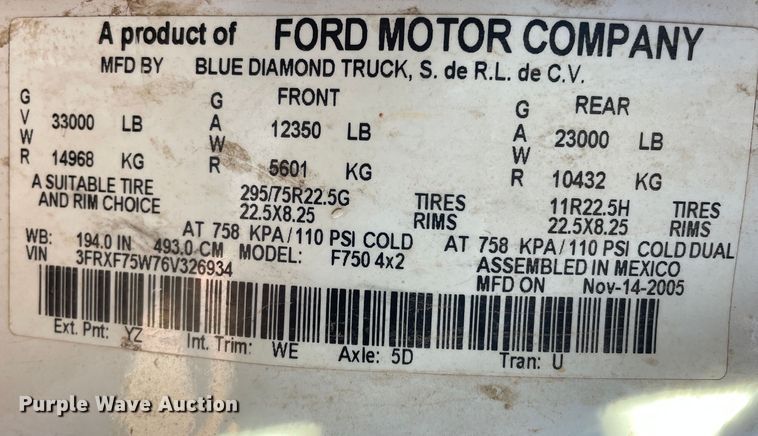 A product of FORD MOTOR COMPANY
MFD BY BLUE DIAMOND TRUCK, S. de R.L. de C.V.
GVWR 33000 LB 14968 KG
FRONT GAWR 12350 LB 5601 KG
REAR GAWR 23000 LB 10432 KG
A SUITABLE TIRE 295/75R22.5G TIRES 11R22.5H TIRES
AND RIM CHOICE 22.5X8.25 RIMS 22.5X8.25 RIMS
AT 758 KPA/110 PSI COLD AT 758 KPA/110 PSI COLD DUAL
WB: 194.0 IN 493.0 CM
VIN 3FRXF75W76V326934 MODEL: F750 4x2 ASSEMBLED IN MEXICO
MFD ON Nov-14-2005
Ext. Pnt: YZ Int. Trim: WE Axle: 5D Tran: U
Purple Wave Auction